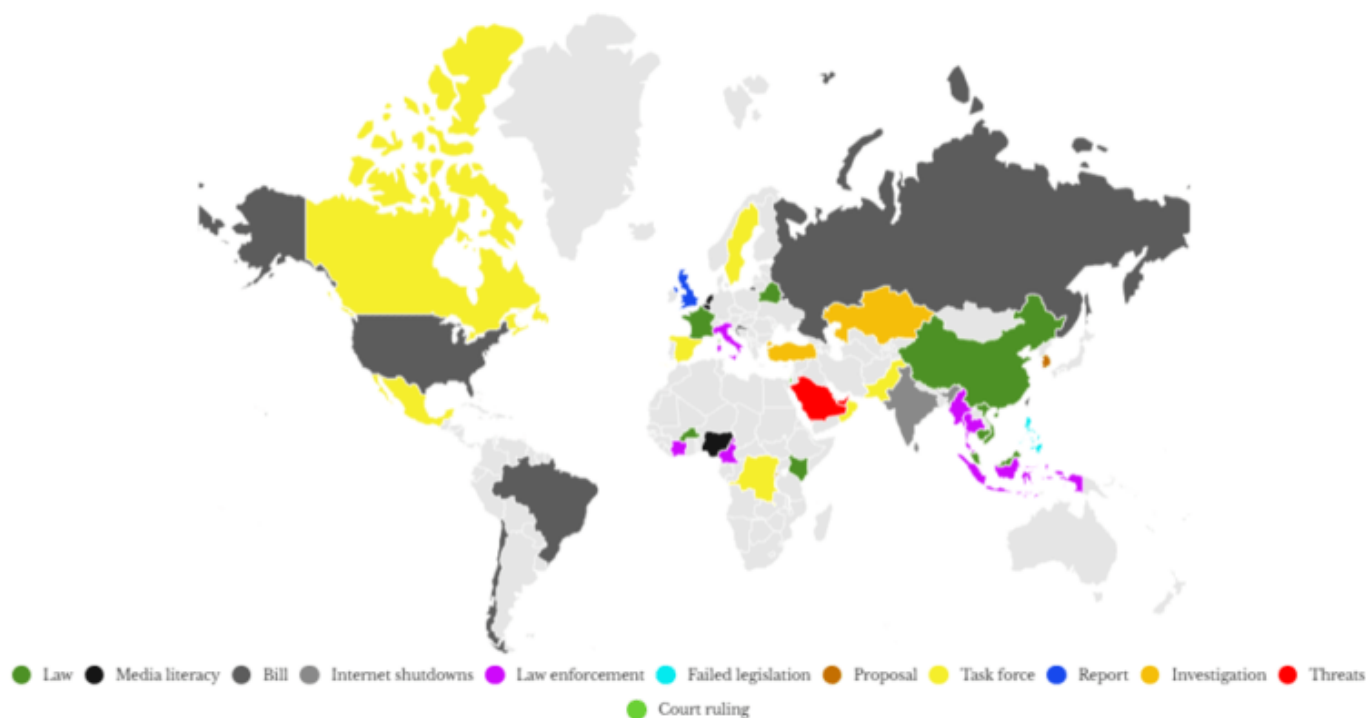 Law Media literacy Bill Internet shutdowns Law enforcement Failed legislation Proposal Task force Report Investigation Threats
Court ruling